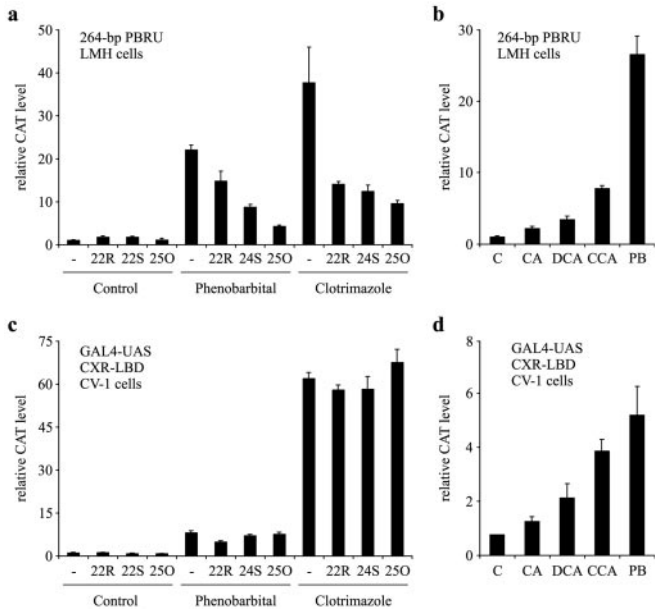 a
264-bp PBRU
LMH cells
relative CAT level
50
40
30
20
10
0
- 22R 22S 25O - 22R 24S 25O - 22R 24S 25O
Control Phenobarbital Clotrimazole
b
264-bp PBRU
LMH cells
relative CAT level
30
20
10
0
C CA DCA CCA PB
c
GAL4-UAS
CXR-LBD
CV-1 cells
relative CAT level
75
60
45
30
15
0
- 22R 22S 25O - 22R 24S 25O - 22R 24S 25O
Control Phenobarbital Clotrimazole
d
GAL4-UAS
CXR-LBD
CV-1 cells
relative CAT level
8
6
4
2
0
C CA DCA CCA PB